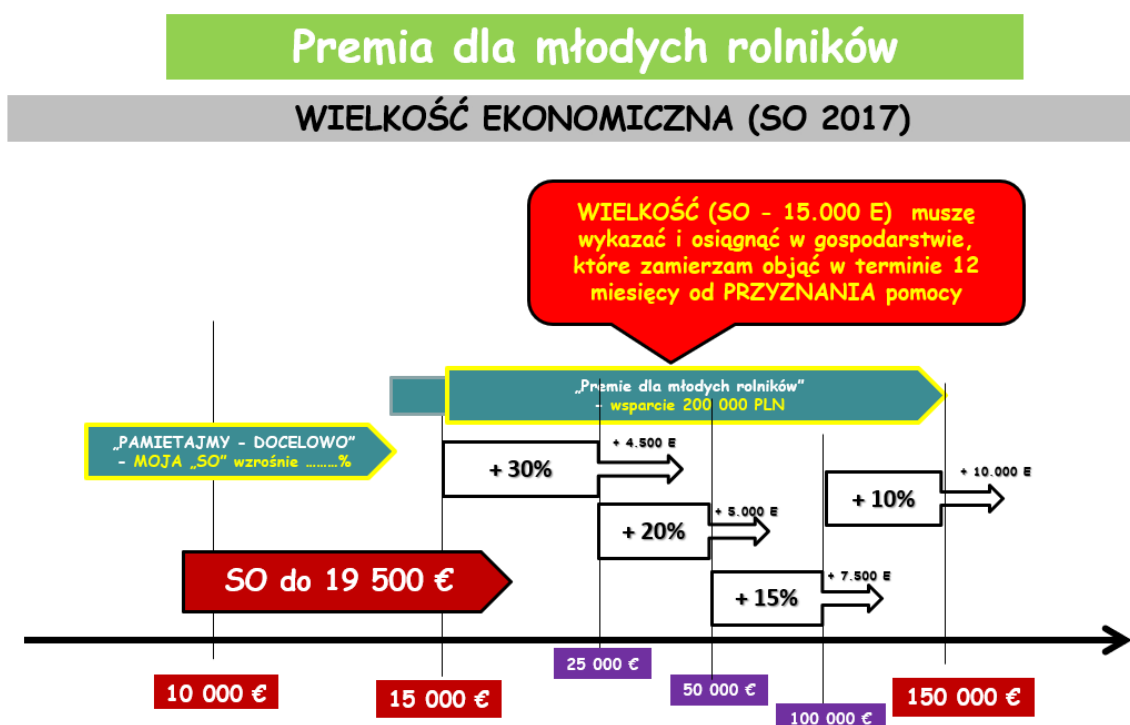 Premia dla młodych rolników
WIELKOŚĆ EKONOMICZNA (SO 2017)
WIELKOŚĆ (SO - 15.000 E) muszę
wykazać i osiągnąć w gospodarstwie,
które zamierzam objąć w terminie 12
miesięcy od PRZYZNANIA pomocy
„Premie dla młodych rolników”
- wsparcie 200 000 PLN
„PAMIETAJMY - DOCELOWO”
- MOJA „SO” wzrośnie .........%
+ 30%
+ 4.500 E
+ 20%
+ 5.000 E
+ 15%
+ 7.500 E
+ 10%
+ 10.000 E
SO do 19 500 €
10 000 €
15 000 €
25 000 €
50 000 €
100 000 €
150 000 €